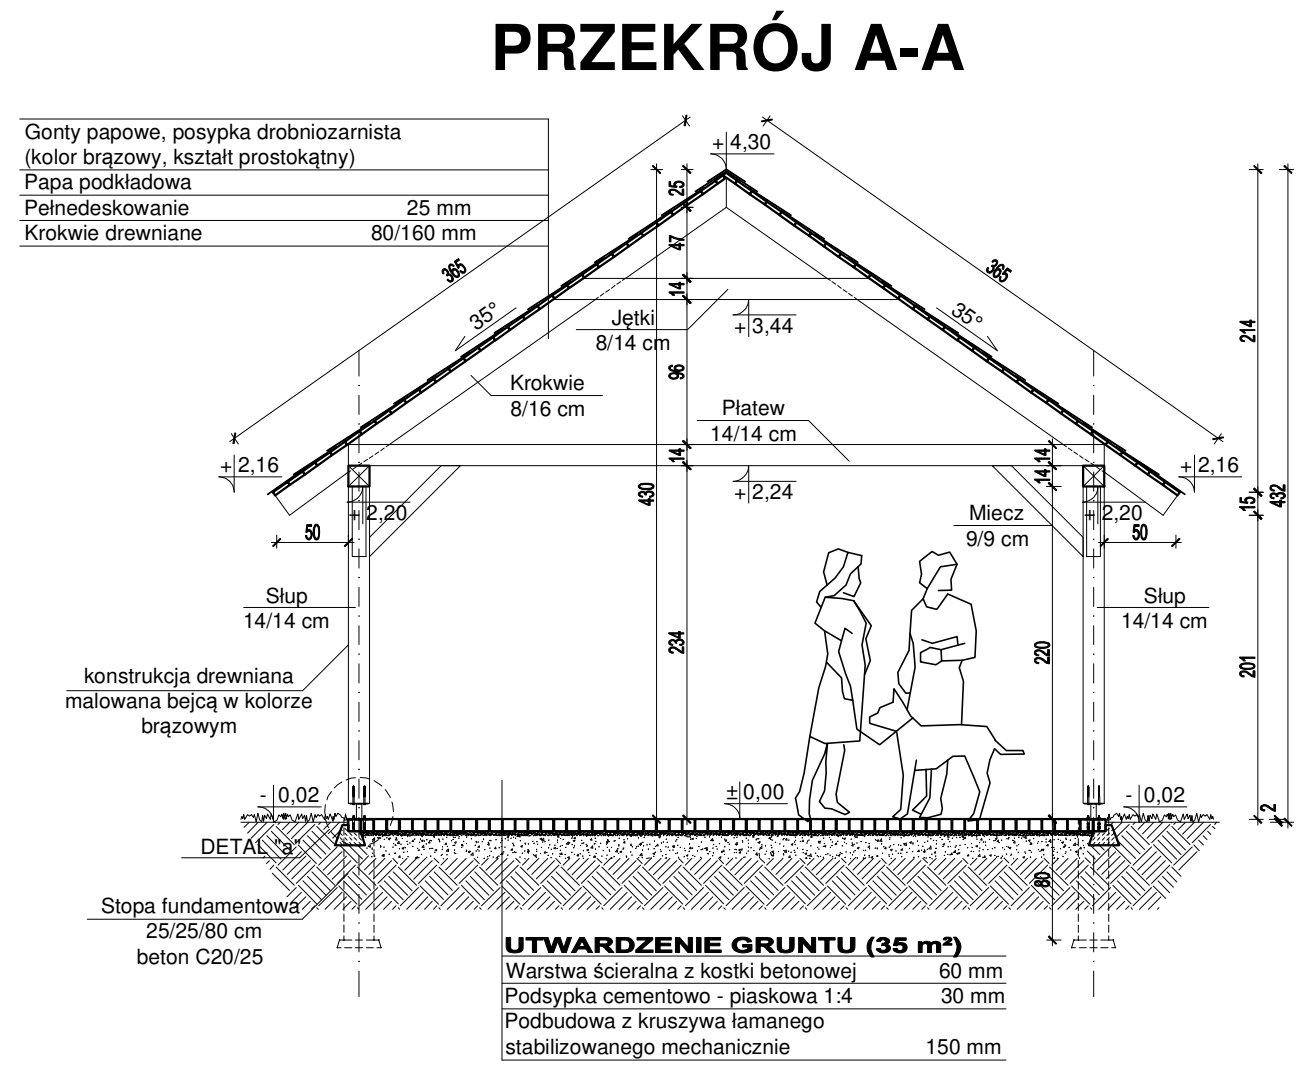 PRZEKRÓJ A-A
Gonty papowe, posypka drobniozarnista
(kolor brązowy, kształt prostokątny)
Papa podkładowa
Pełnedeskowanie 25 mm
Krokwie drewniane 80/160 mm
+4,30
25
47
14
96
14
430
234
365
365
35°
35°
Jętki
8/14 cm
+3,44
Krokwie
8/16 cm
Płatew
14/14 cm
+2,16
+2,16
+2,24
14
14
+2,20
+2,20
50
50
Miecz
9/9 cm
214
15
432
201
2
Słup
14/14 cm
Słup
14/14 cm
220
konstrukcja drewniana
malowana bejcą w kolorze
brązowym
-0,02
±0,00
-0,02
DETAL "a"
80
Stopa fundamentowa
25/25/80 cm
beton C20/25
UTWARDZENIE GRUNTU (35 m²)
Warstwa ścieralna z kostki betonowej 60 mm
Podsypka cementowo - piaskowa 1:4 30 mm
Podbudowa z kruszywa łamanego
stabilizowanego mechanicznie 150 mm